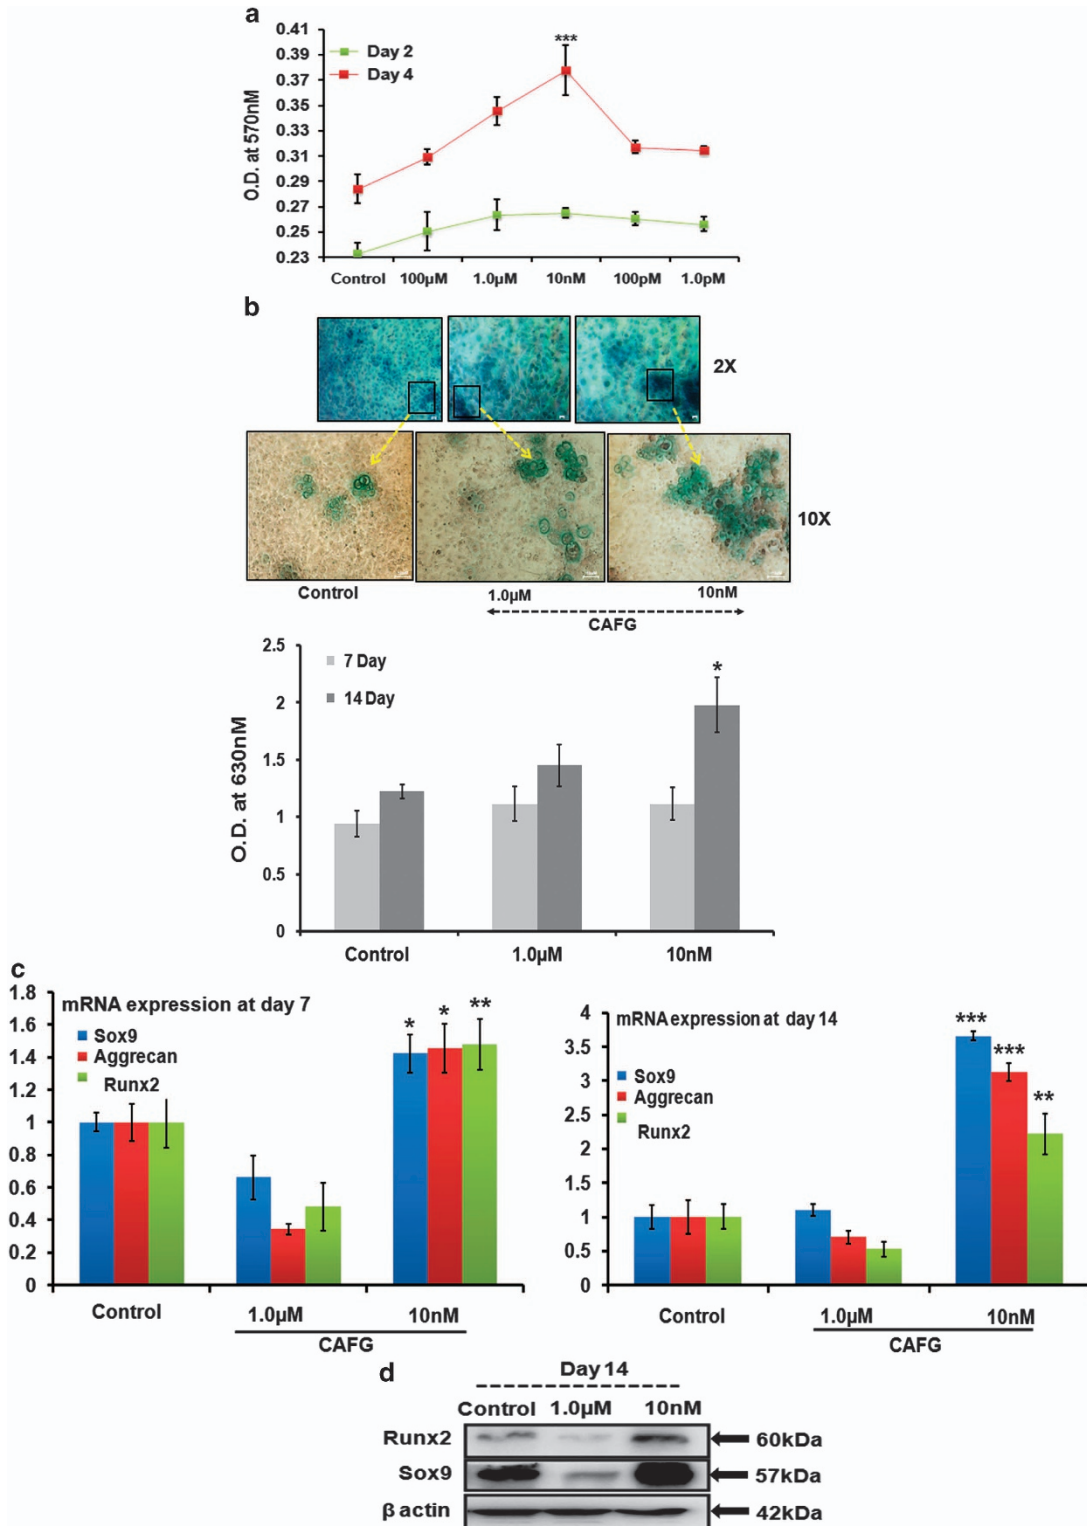 a
0.41
0.39
0.37
0.35
0.33
0.31
0.29
0.27
0.25
0.23
O.D. at 570nM
Day 2
Day 4
***
Control 100µM 1.0µM 10nM 100pM 1.0pM
b
2X
10X
Control 1.0µM 10nM
CAFG
2.5
2
1.5
1
0.5
0
O.D. at 630nM
7 Day
14 Day
*
Control 1.0µM 10nM
c
1.8
1.6
1.4
1.2
1
0.8
0.6
0.4
0.2
0
mRNA expression at day 7
Sox9
Aggrecan
Runx2
* * **
Control 1.0µM 10nM
CAFG
4
3.5
3
2.5
2
1.5
1
0.5
0
mRNA expression at day 14
Sox9
Aggrecan
Runx2
*** *** **
Control 1.0µM 10nM
CAFG
d
Day 14
Control 1.0µM 10nM
Runx2 60kDa
Sox9 57kDa
β actin 42kDa